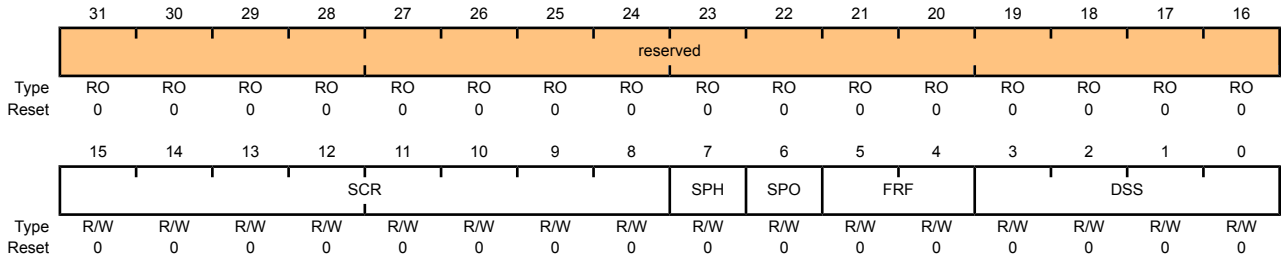 31 30 29 28 27 26 25 24 23 22 21 20 19 18 17 16
reserved
Type RO RO RO RO RO RO RO RO RO RO RO RO RO RO RO RO
Reset 0 0 0 0 0 0 0 0 0 0 0 0 0 0 0 0
15 14 13 12 11 10 9 8 7 6 5 4 3 2 1 0
SCR SPH SPO FRF DSS
Type R/W R/W R/W R/W R/W R/W R/W R/W R/W R/W R/W R/W R/W R/W R/W R/W
Reset 0 0 0 0 0 0 0 0 0 0 0 0 0 0 0 0